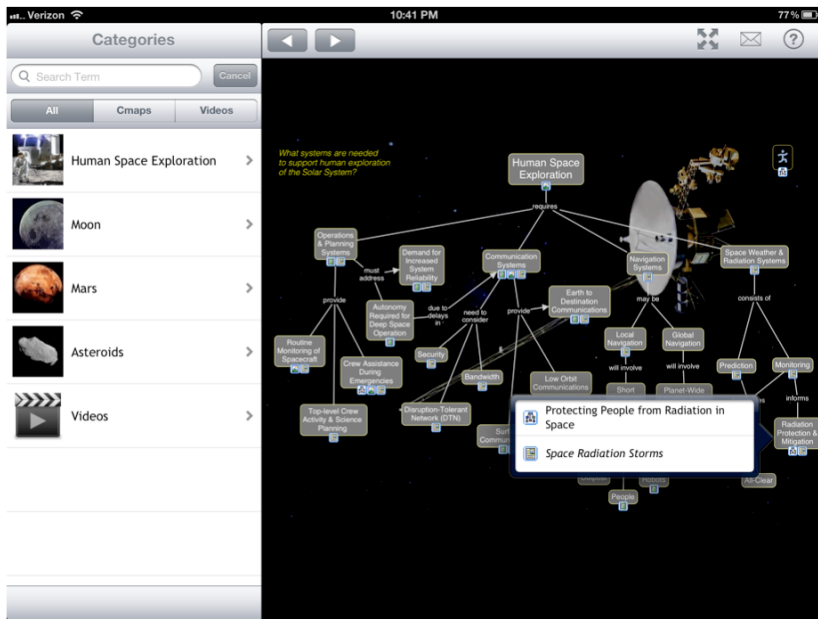 Verizon
10:41 PM
77%
Categories
Search Term
Cancel
All
Cmaps
Videos
Human Space Exploration
Moon
Mars
Asteroids
Videos
What systems are needed
to support human exploration
of the Solar System?
Human Space
Exploration
requires
Operations
& Planning
Systems
must
address
Demand for
Increased
System
Reliability
Communication
Systems
Navigation
Systems
Space Weather &
Radiation Systems
provide
Autonomy
Required for
Deep Space
Operation
due to
delays
in
need to
consider
provide
Earth to
Destination
Communications
may be
consists of
Routine
Monitoring of
Spacecraft
Crew Assistance
During
Emergencies
Security
Bandwidth
Low Orbit
Communications
Local
Navigation
Global
Navigation
will involve
will involve
Prediction
Monitoring
informs
Top-level Crew
Activity & Science
Planning
Disruption-Tolerant
Network (DTN)
Short
Planet-Wide
Radiation
Protection &
Mitigation
Protecting People from Radiation in
Space
Space Radiation Storms
Robots
All-Clear
People